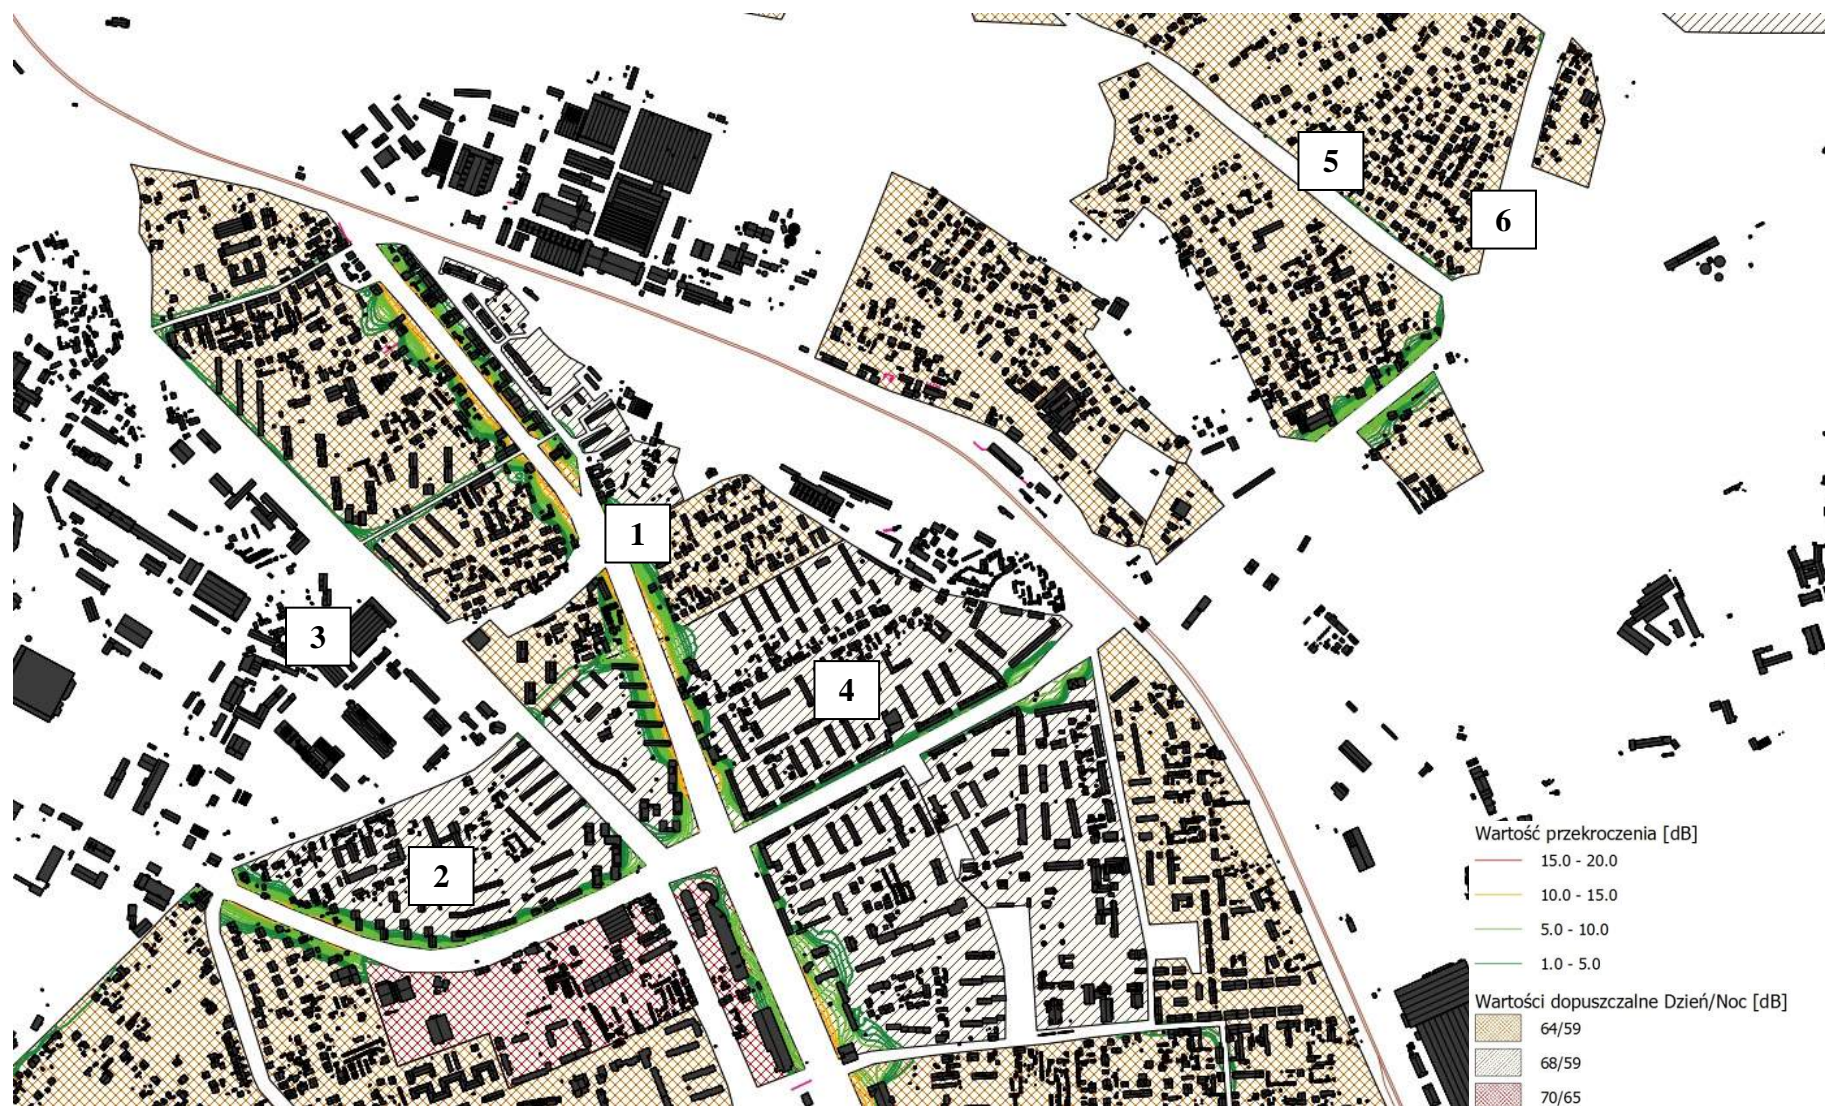 5
6
1
3
4
2
Wartość przekroczenia [dB]
15.0 - 20.0
10.0 - 15.0
5.0 - 10.0
1.0 - 5.0
Wartości dopuszczalne Dzień/Noc [dB]
64/59
68/59
70/65